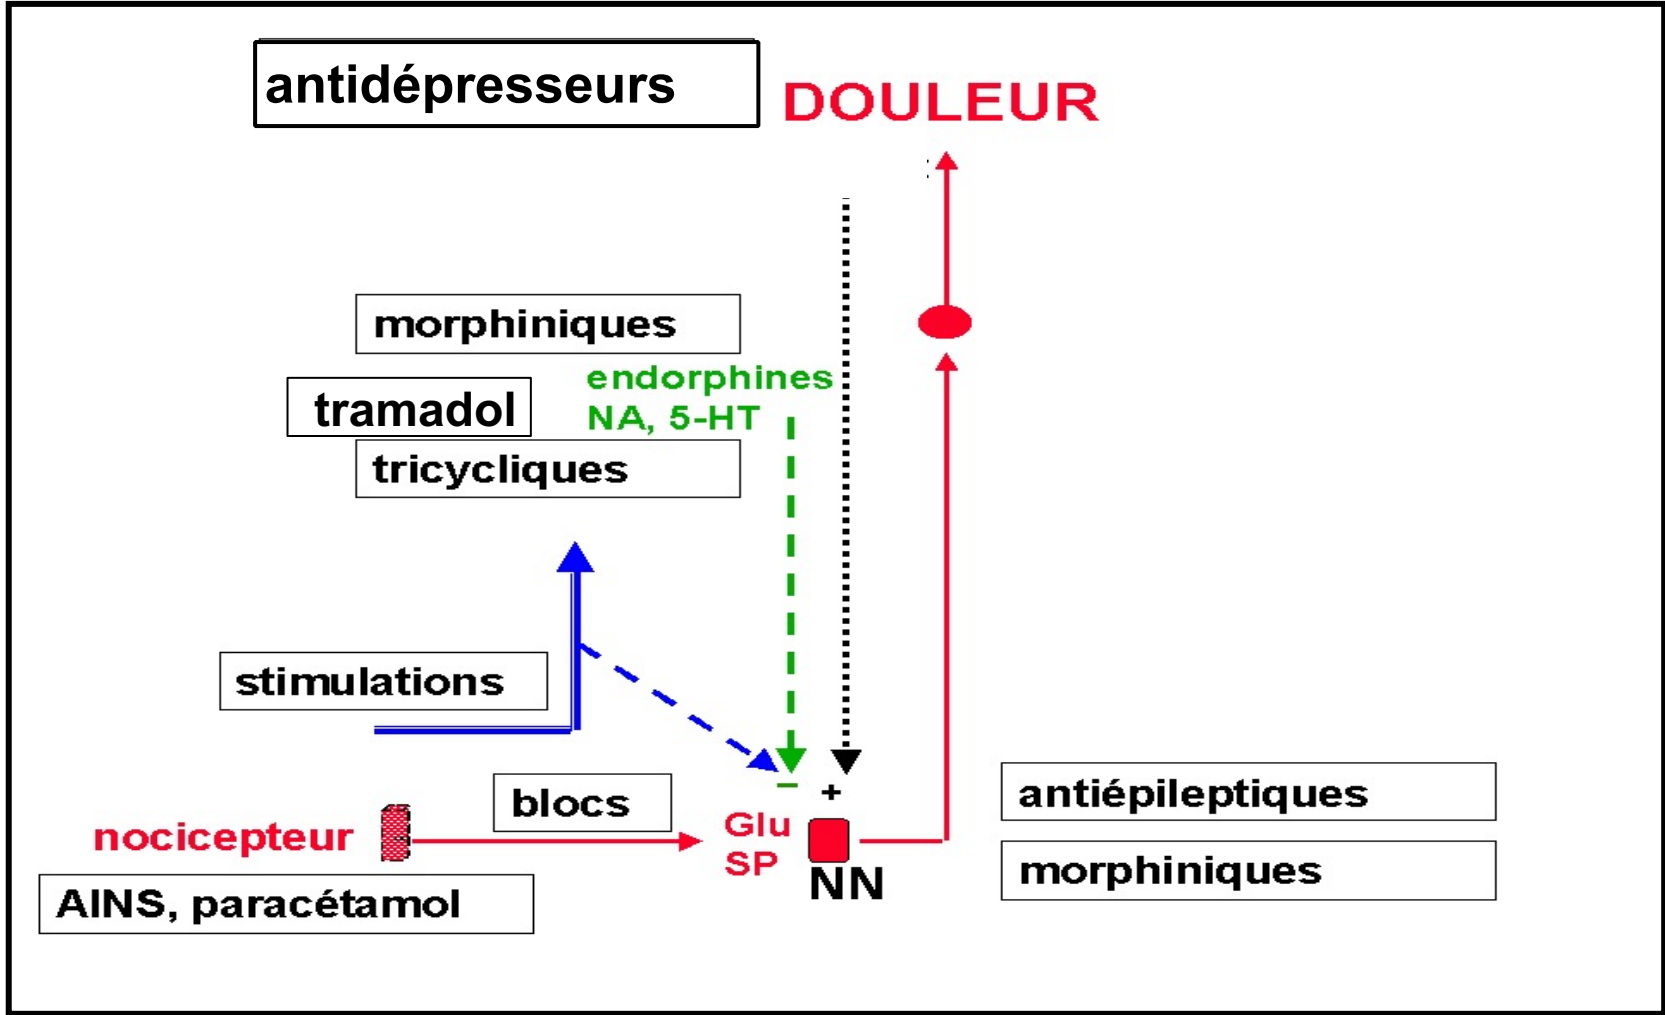 antidépresseurs
DOULEUR
morphiniques
endorphines
tramadol
NA, 5-HT
tricycliques
stimulations
blocs
– +
antiépileptiques
nocicepteur
Glu
SP
NN
morphiniques
AINS, paracétamol